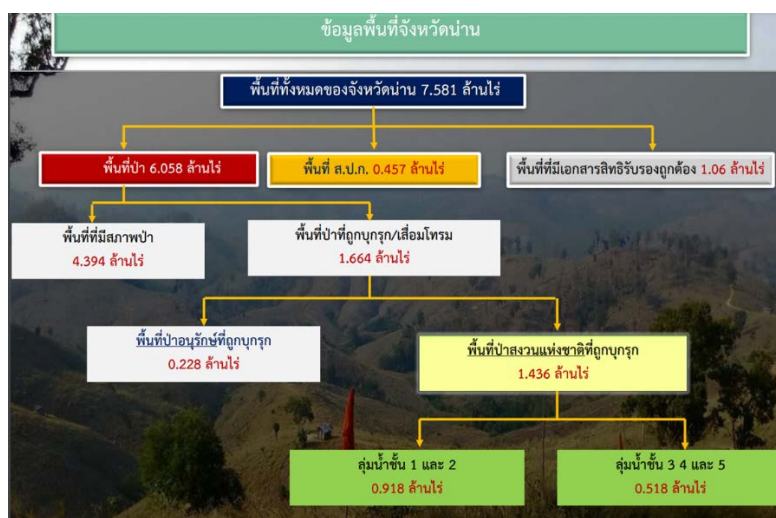 ข้อมูลพื้นที่จังหวัดน่าน
พื้นที่ทั้งหมดของจังหวัดน่าน 7.581 ล้านไร่
พื้นที่ป่า 6.058 ล้านไร่
พื้นที่ ส.ป.ก. 0.457 ล้านไร่
พื้นที่ที่มีเอกสารสิทธิรับรองถูกต้อง 1.06 ล้านไร่
พื้นที่ที่มีสภาพป่า
4.394 ล้านไร่
พื้นที่ป่าที่ถูกบุกรุก/เสื่อมโทรม
1.664 ล้านไร่
พื้นที่ป่าอนุรักษ์ที่ถูกบุกรุก
0.228 ล้านไร่
พื้นที่ป่าสงวนแห่งชาติที่ถูกบุกรุก
1.436 ล้านไร่
ลุ่มน้ำชั้น 1 และ 2
0.918 ล้านไร่
ลุ่มน้ำชั้น 3 4 และ 5
0.518 ล้านไร่